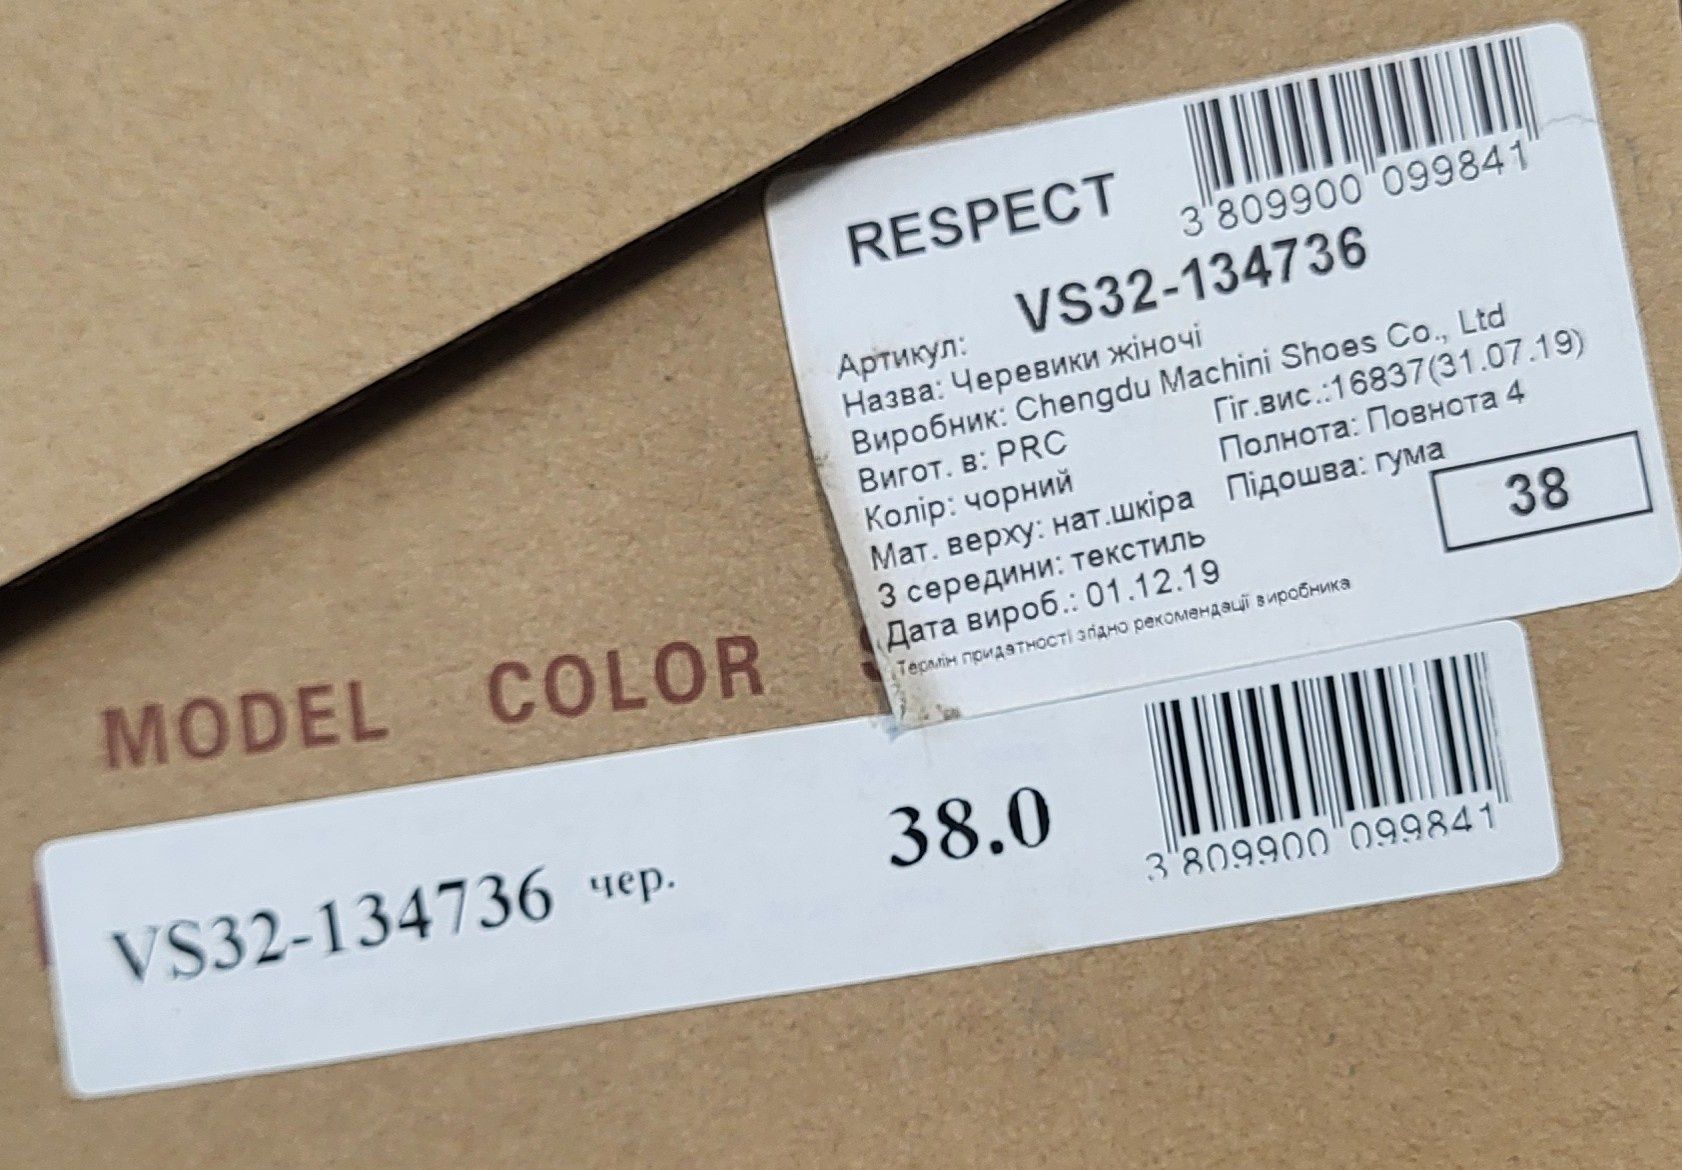 RESPECT
3 809900 099841
VS32-134736
Артикул:
Назва: Черевики жіночі
Виробник: Chengdu Machini Shoes Co., Ltd
Вигот. в: PRC
Гіг.вис.:16837(31.07.19)
Колір: чорний
Полнота: Повнота 4
Мат. верху: нат.шкіра
Підошва: гума
З середини: текстиль
38
Дата вироб.: 01.12.19
Термін придатності згідно рекомендації виробника
MODEL COLOR S
VS32-134736 чер.
38.0
3 809900 099841